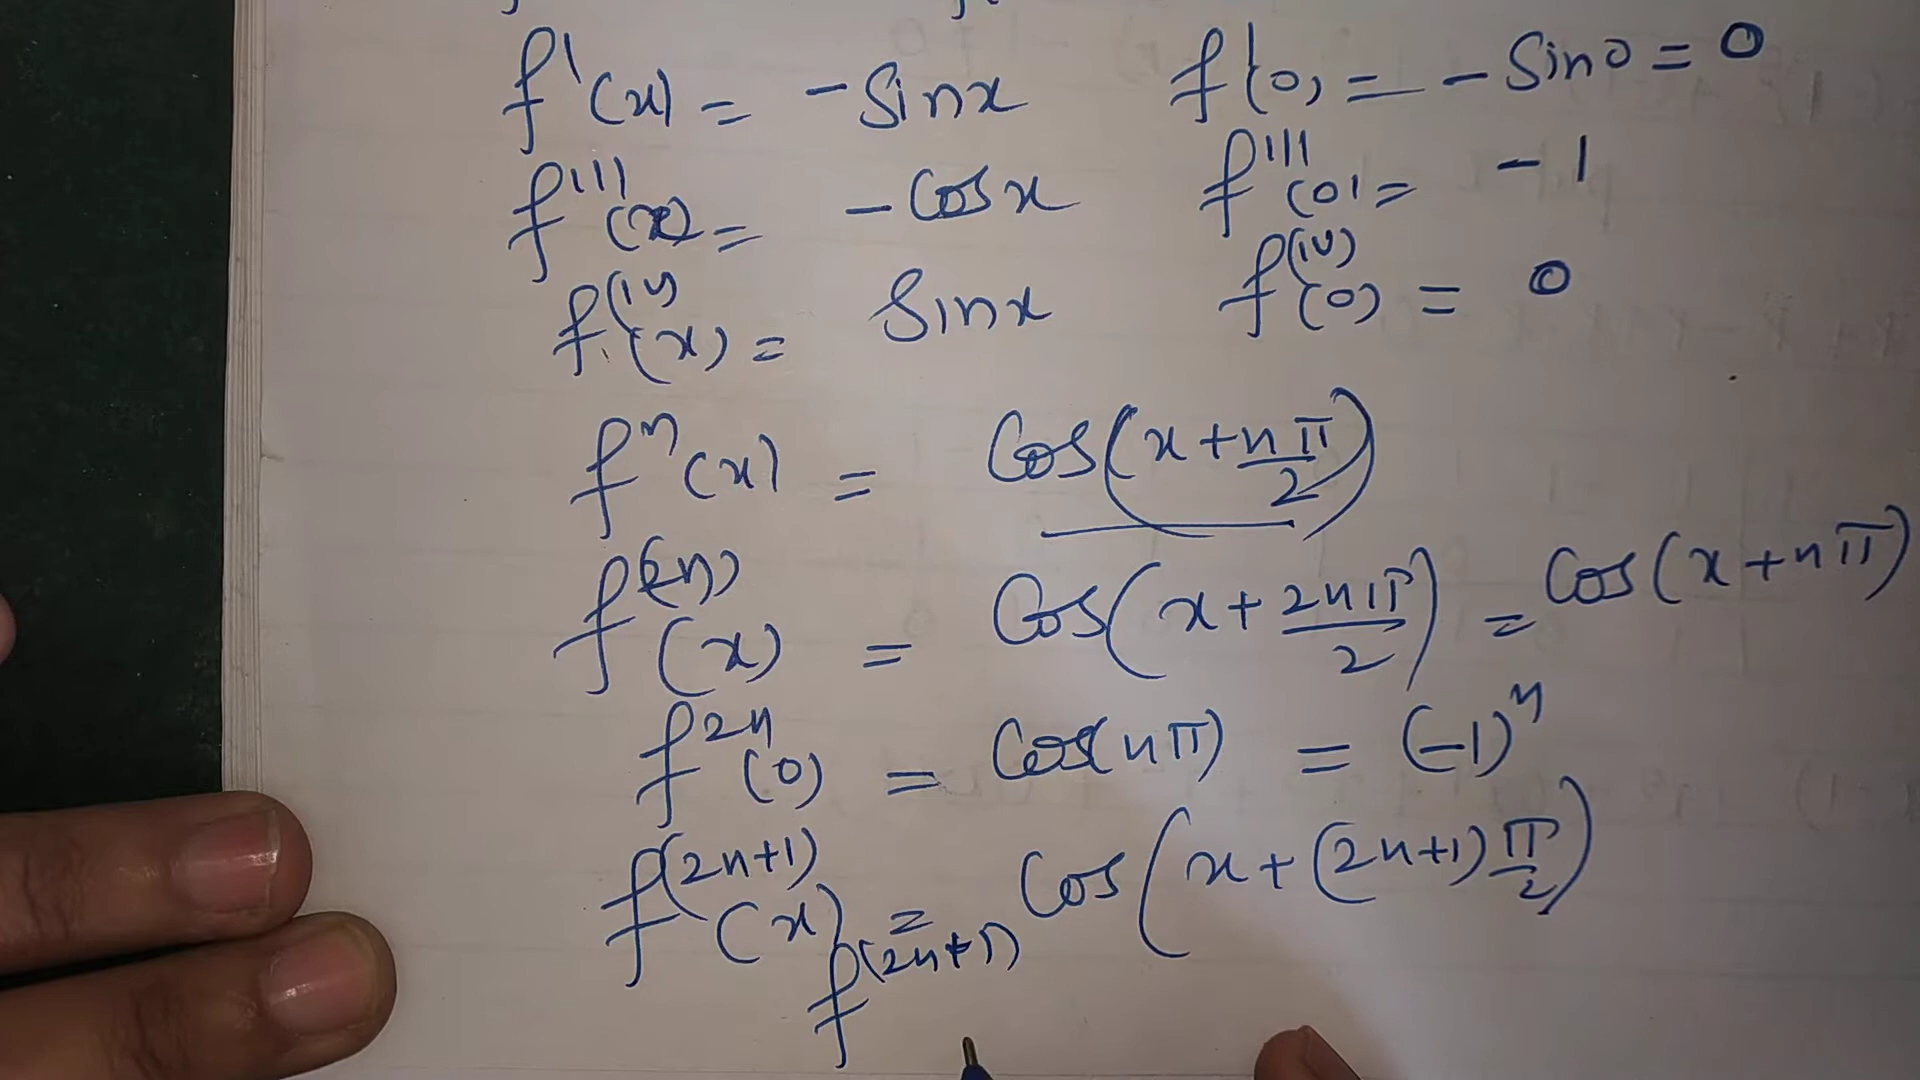 f'(x) = -Sinx f'(0) = -Sin0 = 0
f'''(x) = -Cosx f'''(0) = -1
f(iv)(x) = Sinx f(iv)(0) = 0
fⁿ(x) = Cos(x+nπ/2)
f(2n)(x) = Cos(x+2nπ/2) = Cos(x+nπ)
f²ⁿ(0) = Cos(nπ) = (-1)ⁿ
f(2n+1)(x) = Cos(x+(2n+1)π/2)
f(2n+1)